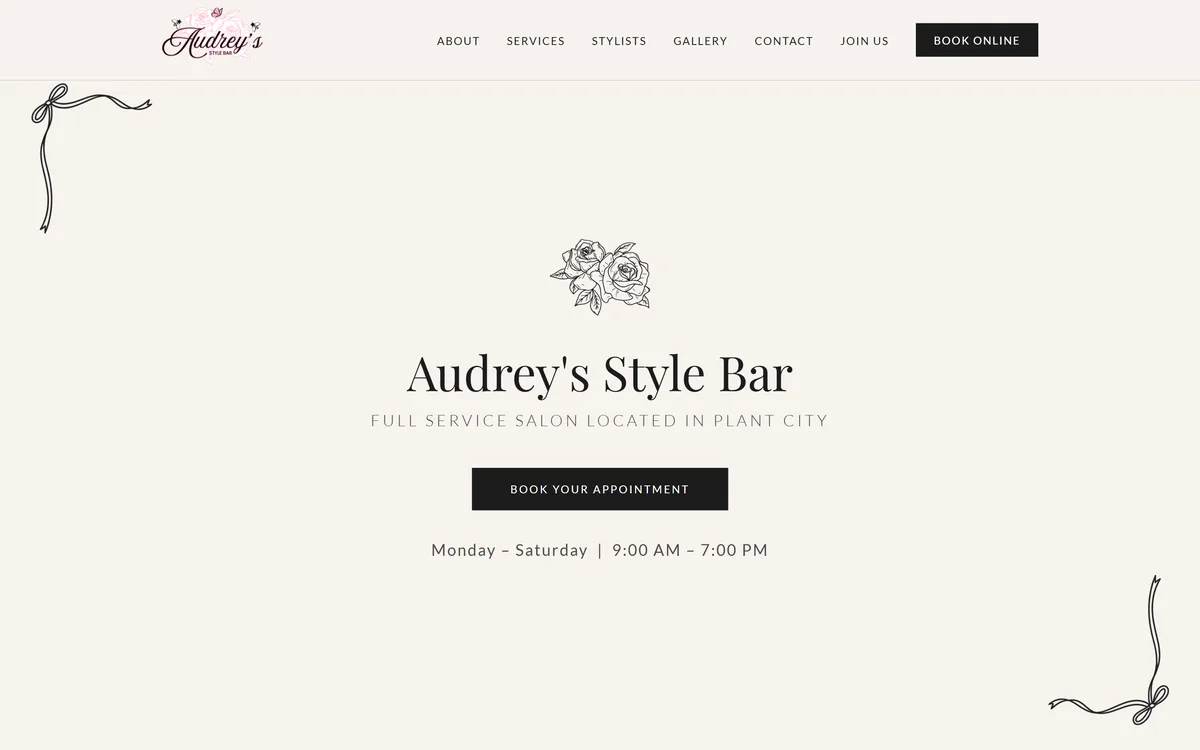 Audrey's
STYLE BAR
ABOUT SERVICES STYLISTS GALLERY CONTACT JOIN US BOOK ONLINE
Audrey's Style Bar
FULL SERVICE SALON LOCATED IN PLANT CITY
BOOK YOUR APPOINTMENT
Monday – Saturday | 9:00 AM – 7:00 PM